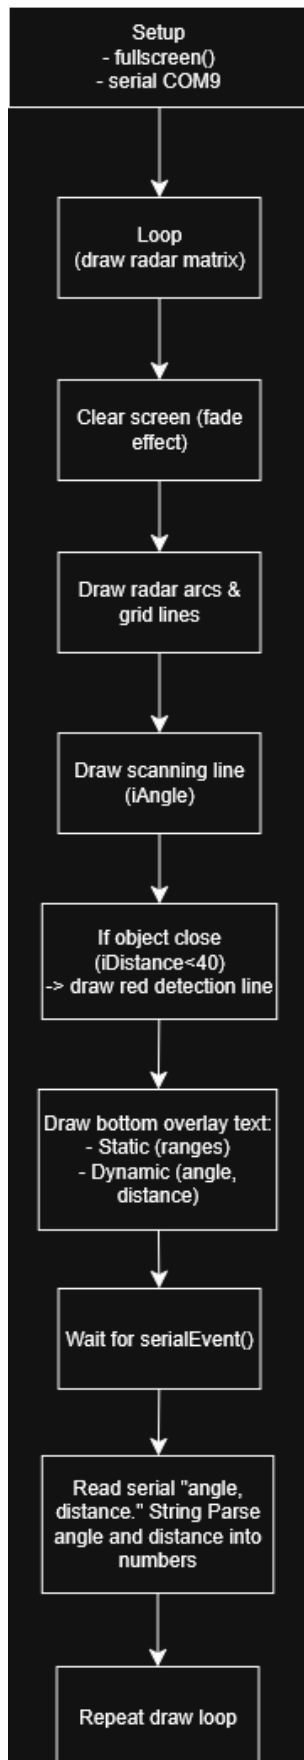 Setup
- fullscreen()
- serial COM9
Loop
(draw radar matrix)
Clear screen (fade
effect)
Draw radar arcs &
grid lines
Draw scanning line
(iAngle)
If object close
(iDistance<40)
-> draw red detection line
Draw bottom overlay text:
- Static (ranges)
- Dynamic (angle,
distance)
Wait for serialEvent()
Read serial "angle,
distance." String Parse
angle and distance into
numbers
Repeat draw loop